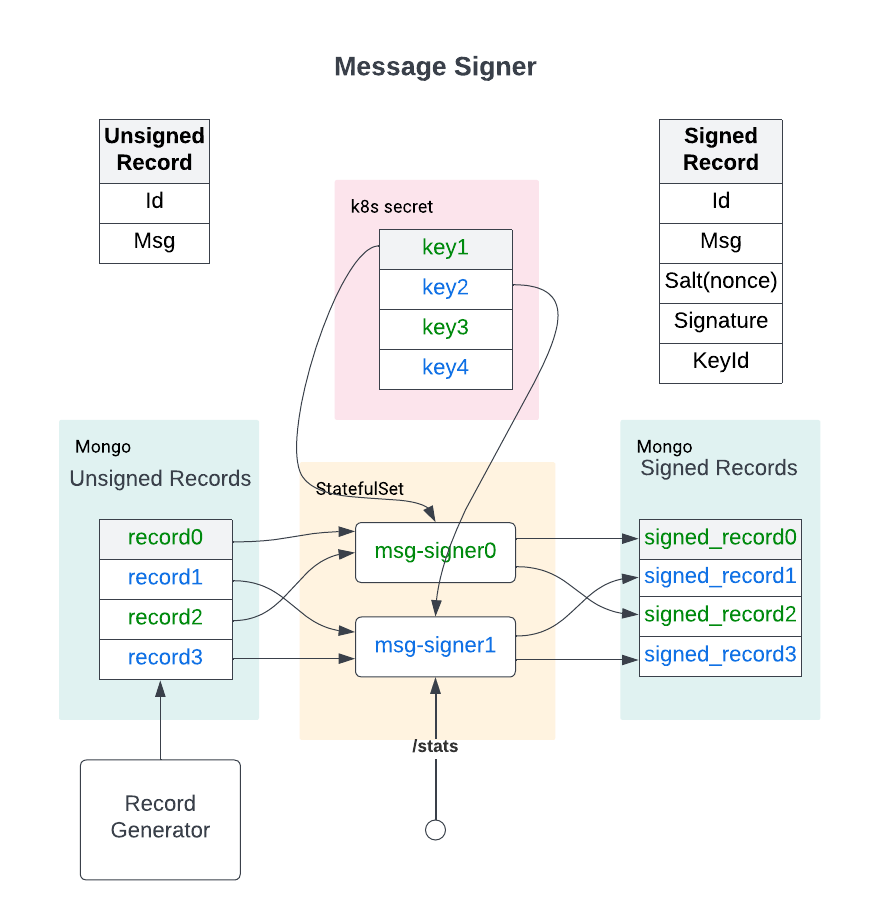 Message Signer
Unsigned
Record
Id
Msg
k8s secret
key1
key2
key3
key4
Signed
Record
Id
Msg
Salt(nonce)
Signature
KeyId
Mongo
Unsigned Records
record0
record1
record2
record3
StatefulSet
msg-signer0
msg-signer1
/stats
Mongo
Signed Records
signed_record0
signed_record1
signed_record2
signed_record3
Record
Generator